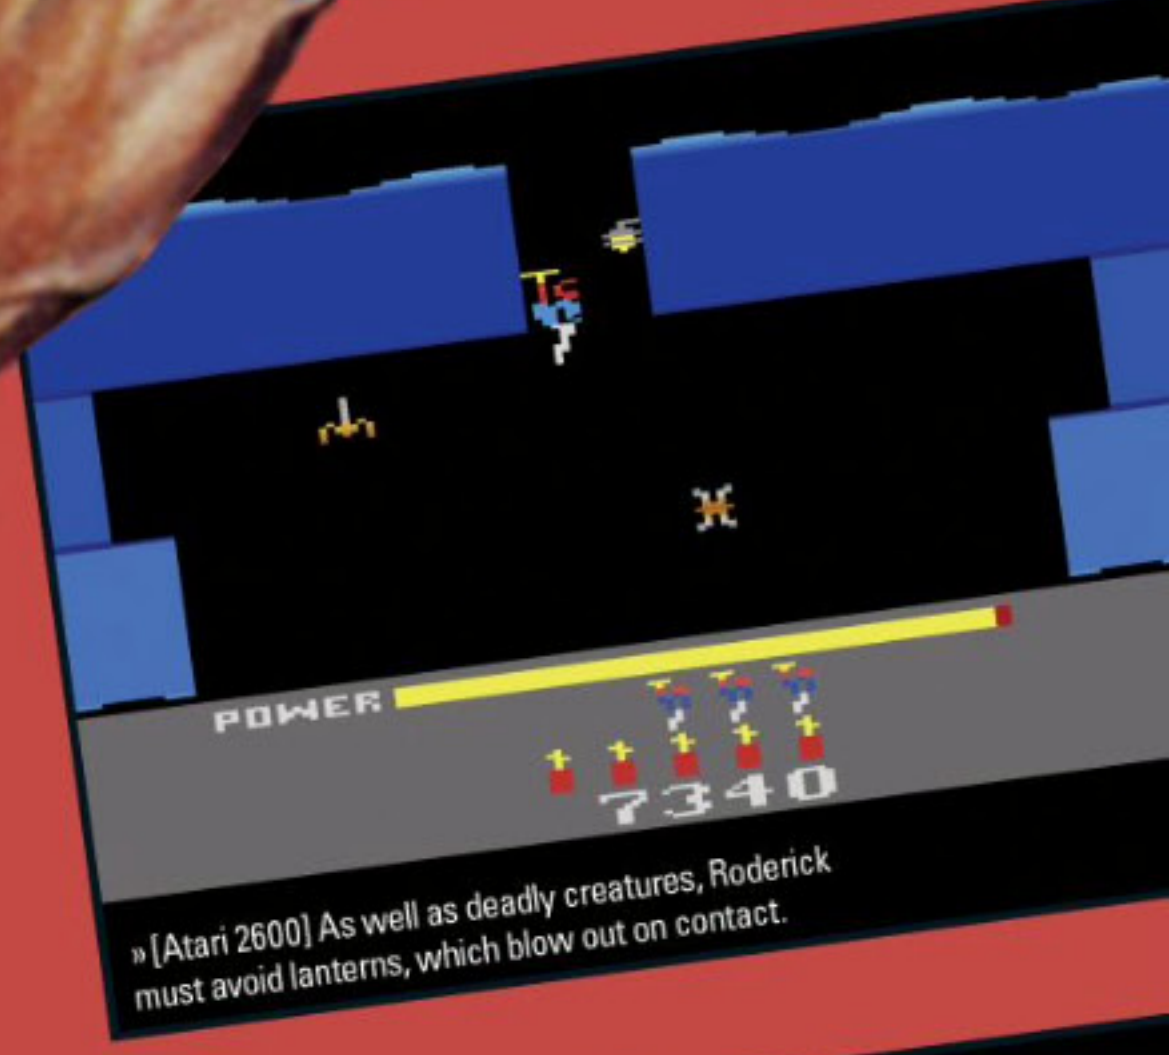 POWER
7340
» [Atari 2600] As well as deadly creatures, Roderick
must avoid lanterns, which blow out on contact.